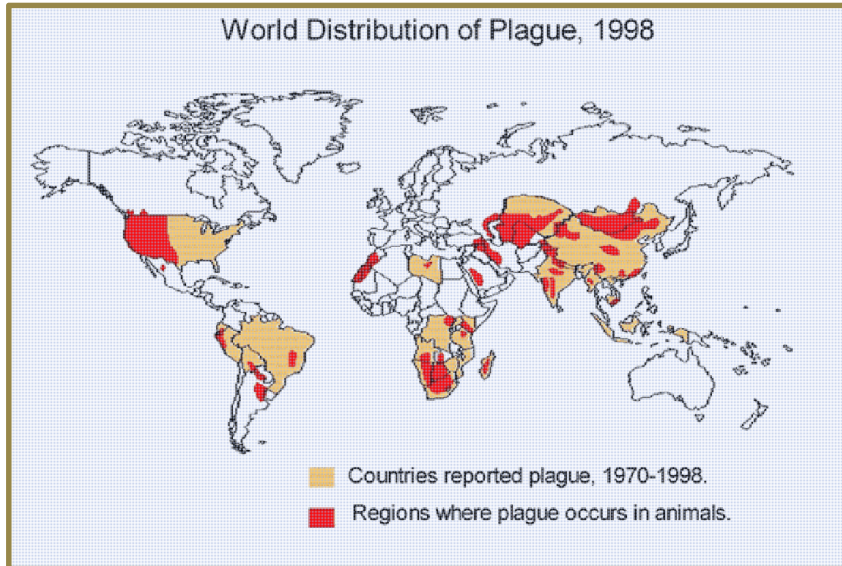 World Distribution of Plague, 1998
Countries reported plague, 1970-1998.
Regions where plague occurs in animals.